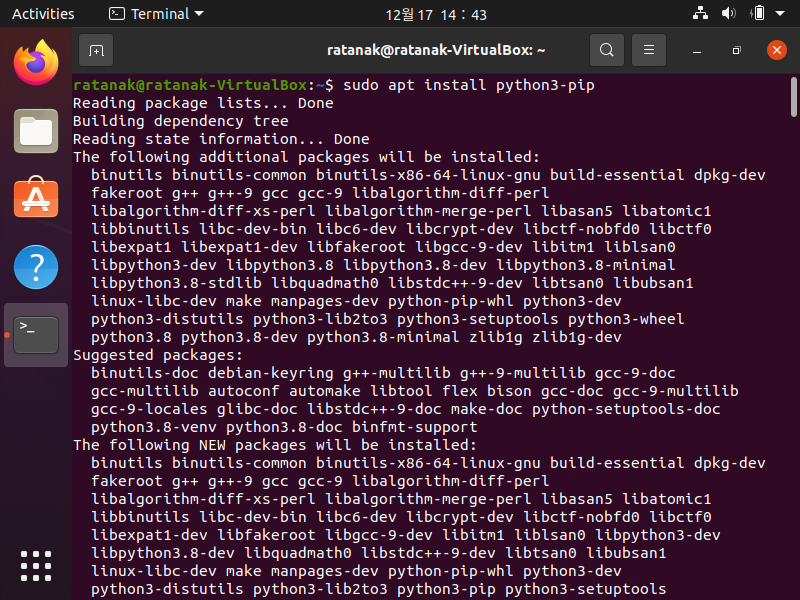 Activities
Terminal
12월 17 14 : 43
ratanak@ratanak-VirtualBox: ~
ratanak@ratanak-VirtualBox:~$ sudo apt install python3-pip
Reading package lists... Done
Building dependency tree
Reading state information... Done
The following additional packages will be installed:
binutils binutils-common binutils-x86-64-linux-gnu build-essential dpkg-dev
fakeroot g++ g++-9 gcc gcc-9 libalgorithm-diff-perl
libalgorithm-diff-xs-perl libalgorithm-merge-perl libasan5 libatomic1
libbinutils libc-dev-bin libc6-dev libcrypt-dev libctf-nobfd0 libctf0
libexpat1 libexpat1-dev libfakeroot libgcc-9-dev libitm1 liblsan0
libpython3-dev libpython3.8 libpython3.8-dev libpython3.8-minimal
libpython3.8-stdlib libquadmath0 libstdc++-9-dev libtsan0 libubsan1
linux-libc-dev make manpages-dev python-pip-whl python3-dev
python3-distutils python3-lib2to3 python3-setuptools python3-wheel
python3.8 python3.8-dev python3.8-minimal zlib1g zlib1g-dev
Suggested packages:
binutils-doc debian-keyring g++-multilib g++-9-multilib gcc-9-doc
gcc-multilib autoconf automake libtool flex bison gcc-doc gcc-9-multilib
gcc-9-locales glibc-doc libstdc++-9-doc make-doc python-setuptools-doc
python3.8-venv python3.8-doc binfmt-support
The following NEW packages will be installed:
binutils binutils-common binutils-x86-64-linux-gnu build-essential dpkg-dev
fakeroot g++ g++-9 gcc gcc-9 libalgorithm-diff-perl
libalgorithm-diff-xs-perl libalgorithm-merge-perl libasan5 libatomic1
libbinutils libc-dev-bin libc6-dev libcrypt-dev libctf-nobfd0 libctf0
libexpat1-dev libfakeroot libgcc-9-dev libitm1 liblsan0 libpython3-dev
libpython3.8-dev libquadmath0 libstdc++-9-dev libtsan0 libubsan1
linux-libc-dev make manpages-dev python-pip-whl python3-dev
python3-distutils python3-lib2to3 python3-pip python3-setuptools